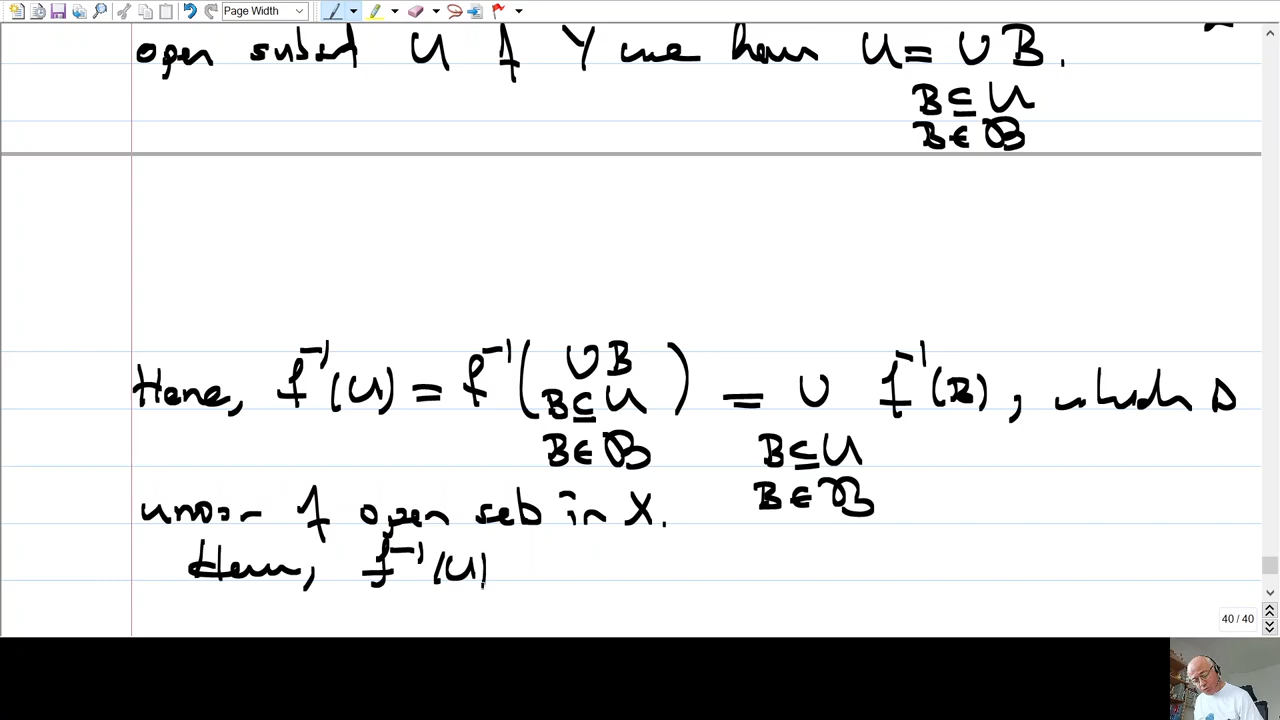 Page Width
open subset U of Y we have U = ∪ B.
B ⊆ U
B ∈ 𝓑
Hence, f⁻¹(U) = f⁻¹( ∪ B ) = ∪ f⁻¹(B), which is
B ⊆ U B ⊆ U
B ∈ 𝓑 B ∈ 𝓑
union of open sets in X.
Hence, f⁻¹(U)
40 / 40